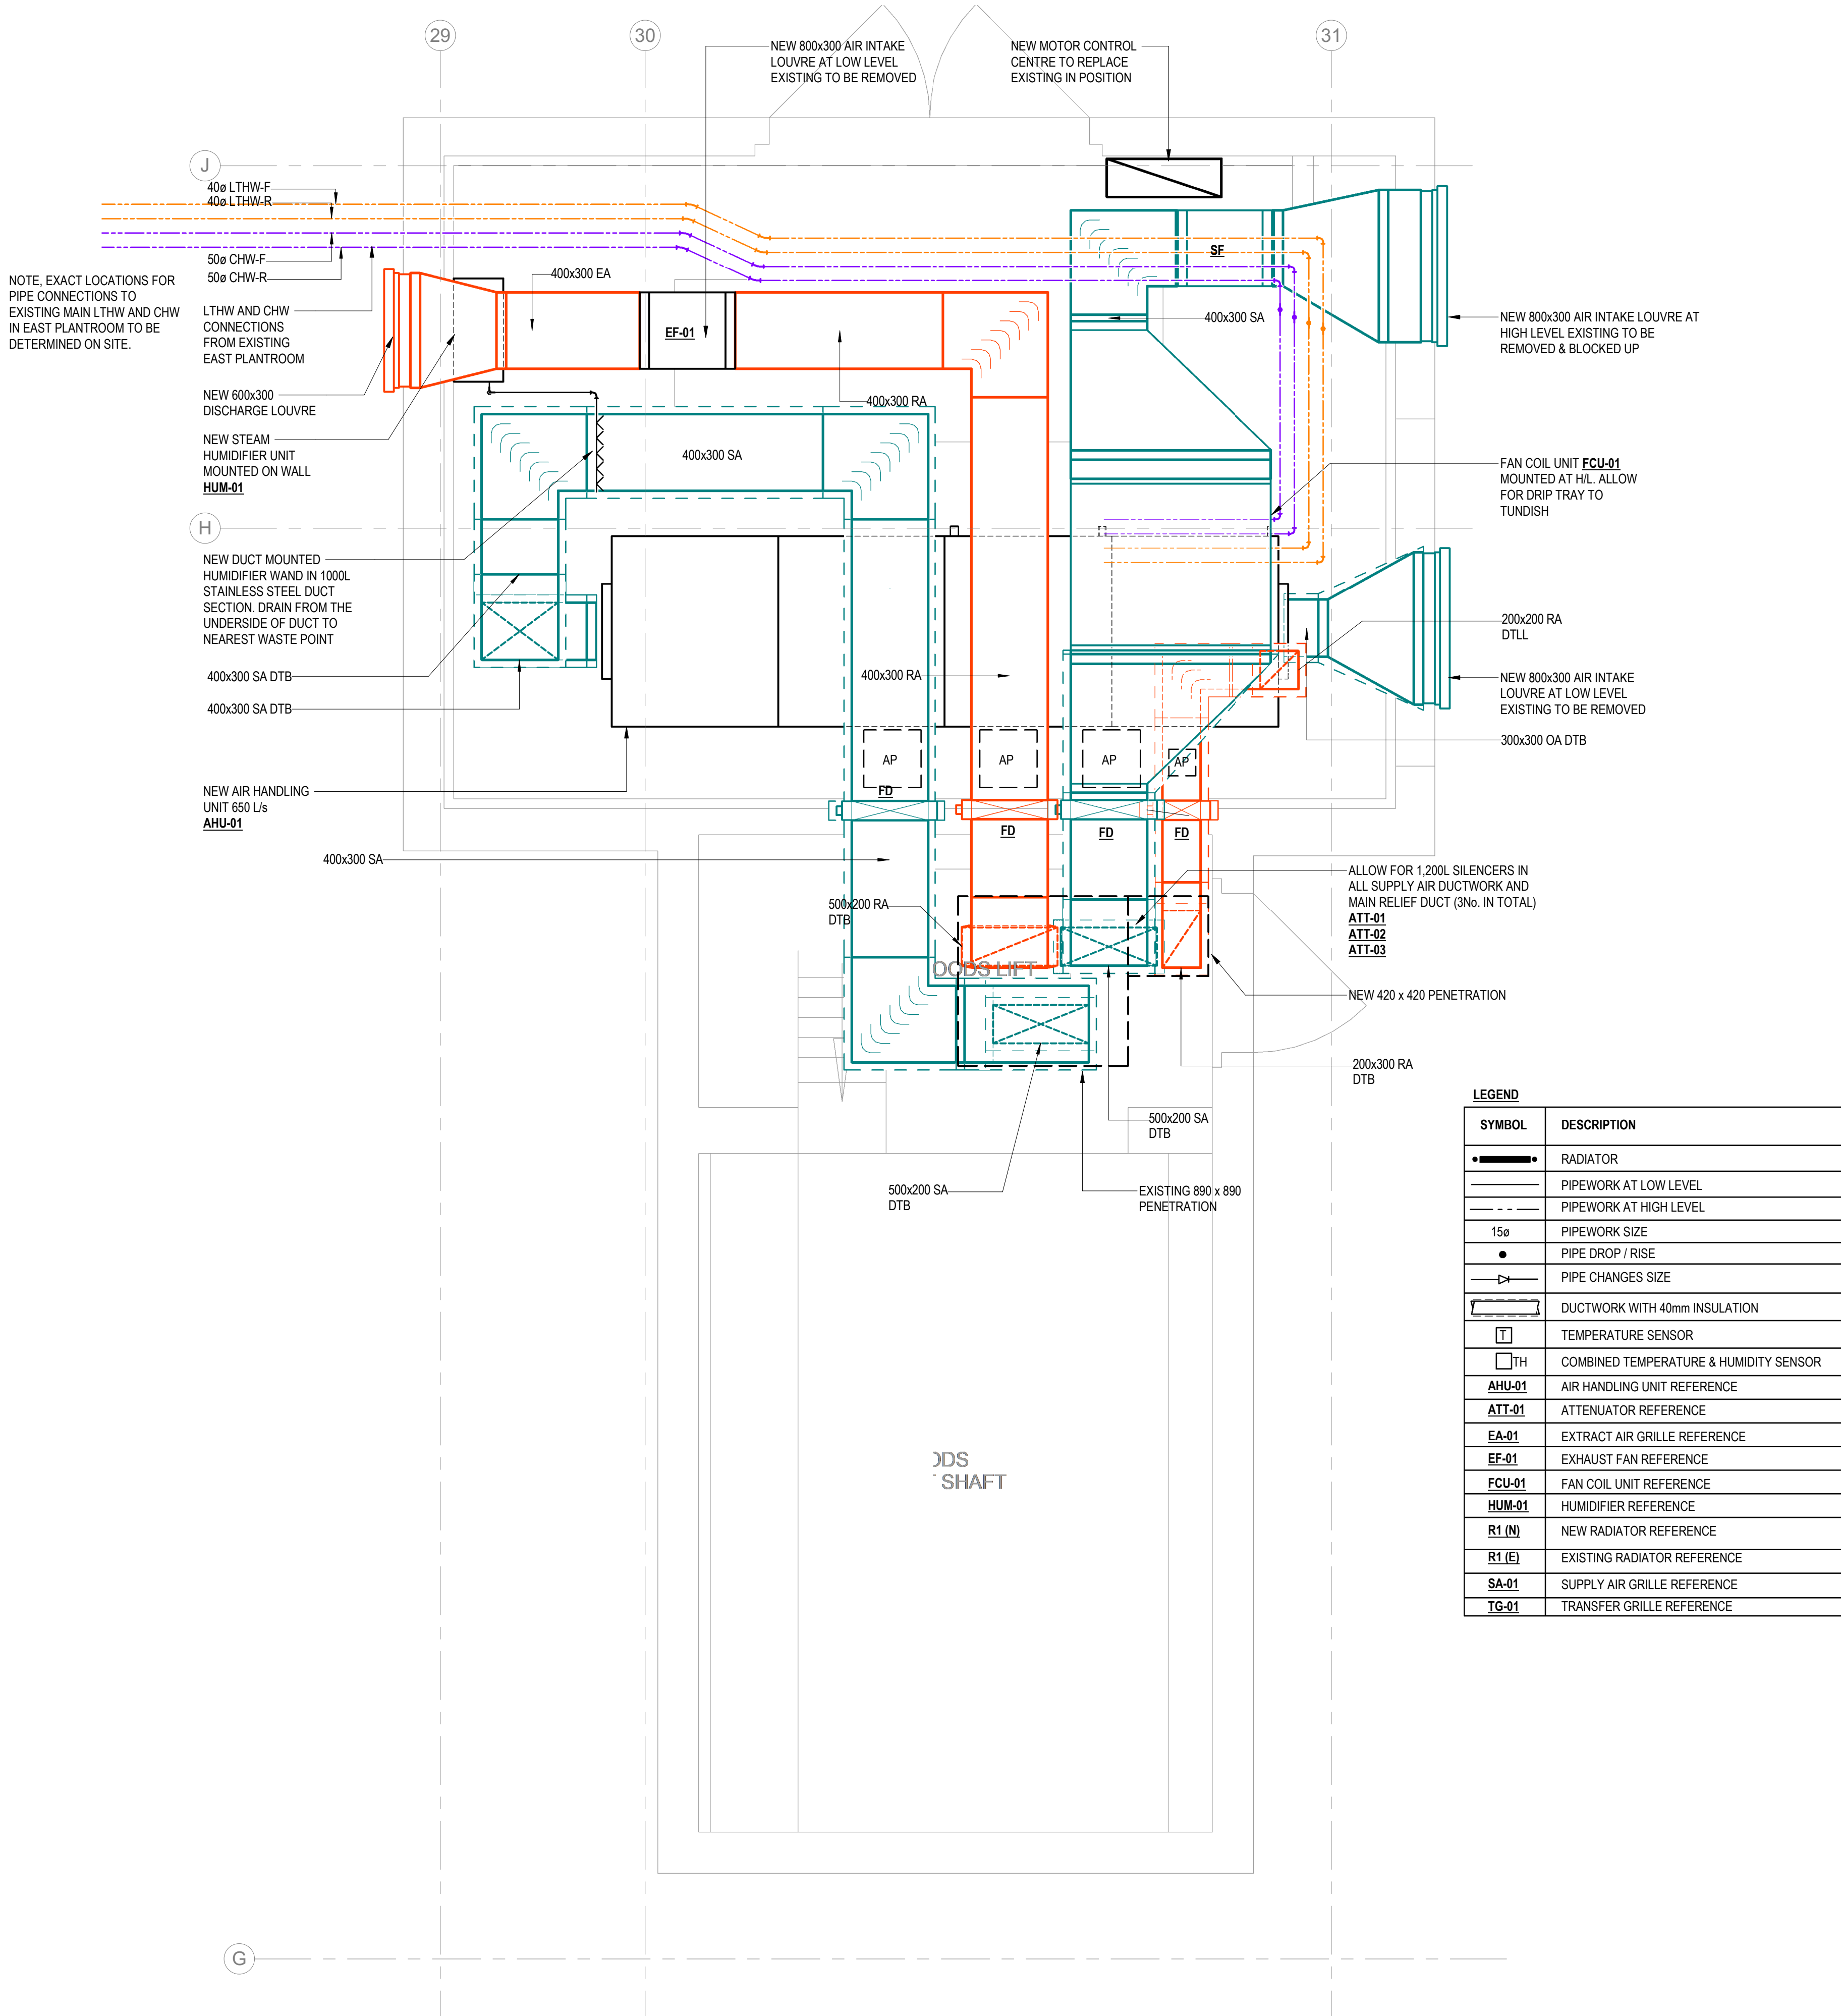 29
30
31
NEW 800x300 AIR INTAKE
LOUVRE AT LOW LEVEL
EXISTING TO BE REMOVED
NEW MOTOR CONTROL
CENTRE TO REPLACE
EXISTING IN POSITION
J
40ø LTHW-F
40ø LTHW-R
50ø CHW-F
50ø CHW-R
NOTE, EXACT LOCATIONS FOR
PIPE CONNECTIONS TO
EXISTING MAIN LTHW AND CHW
IN EAST PLANTROOM TO BE
DETERMINED ON SITE.
LTHW AND CHW
CONNECTIONS
FROM EXISTING
EAST PLANTROOM
NEW 600x300
DISCHARGE LOUVRE
NEW STEAM
HUMIDIFIER UNIT
MOUNTED ON WALL
HUM-01
400x300 EA
EF-01
SF
400x300 SA
400x300 RA
400x300 SA
NEW 800x300 AIR INTAKE LOUVRE AT
HIGH LEVEL EXISTING TO BE
REMOVED & BLOCKED UP
FAN COIL UNIT FCU-01
MOUNTED AT H/L. ALLOW
FOR DRIP TRAY TO
TUNDISH
H
NEW DUCT MOUNTED
HUMIDIFIER WAND IN 1000L
STAINLESS STEEL DUCT
SECTION. DRAIN FROM THE
UNDERSIDE OF DUCT TO
NEAREST WASTE POINT
400x300 SA DTB
400x300 SA DTB
400x300 RA
200x200 RA
DTLL
NEW 800x300 AIR INTAKE
LOUVRE AT LOW LEVEL
EXISTING TO BE REMOVED
300x300 OA DTB
AP
AP
AP
AP
NEW AIR HANDLING
UNIT 650 L/s
AHU-01
FD
FD
FD
FD
400x300 SA
500x200 RA
DTB
ALLOW FOR 1,200L SILENCERS IN
ALL SUPPLY AIR DUCTWORK AND
MAIN RELIEF DUCT (3No. IN TOTAL)
ATT-01
ATT-02
ATT-03
OODS LIFT
NEW 420 x 420 PENETRATION
200x300 RA
DTB
500x200 SA
DTB
500x200 SA
DTB
EXISTING 890 x 890
PENETRATION
LEGEND
SYMBOL DESCRIPTION
RADIATOR
PIPEWORK AT LOW LEVEL
PIPEWORK AT HIGH LEVEL
15ø PIPEWORK SIZE
PIPE DROP / RISE
PIPE CHANGES SIZE
DUCTWORK WITH 40mm INSULATION
T TEMPERATURE SENSOR
TH COMBINED TEMPERATURE & HUMIDITY SENSOR
AHU-01 AIR HANDLING UNIT REFERENCE
ATT-01 ATTENUATOR REFERENCE
EA-01 EXTRACT AIR GRILLE REFERENCE
EF-01 EXHAUST FAN REFERENCE
FCU-01 FAN COIL UNIT REFERENCE
HUM-01 HUMIDIFIER REFERENCE
R1 (N) NEW RADIATOR REFERENCE
R1 (E) EXISTING RADIATOR REFERENCE
SA-01 SUPPLY AIR GRILLE REFERENCE
TG-01 TRANSFER GRILLE REFERENCE
ODS
SHAFT
G